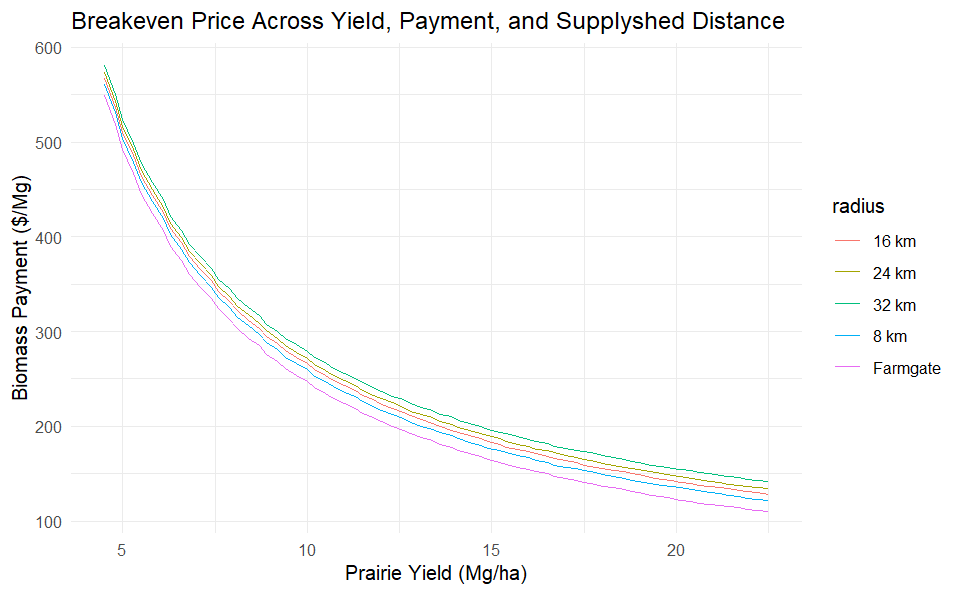 Breakeven Price Across Yield, Payment, and Supplyshed Distance
Biomass Payment ($/Mg)
600
500
400
300
200
100
5 10 15 20
Prairie Yield (Mg/ha)
radius
16 km
24 km
32 km
8 km
Farmgate